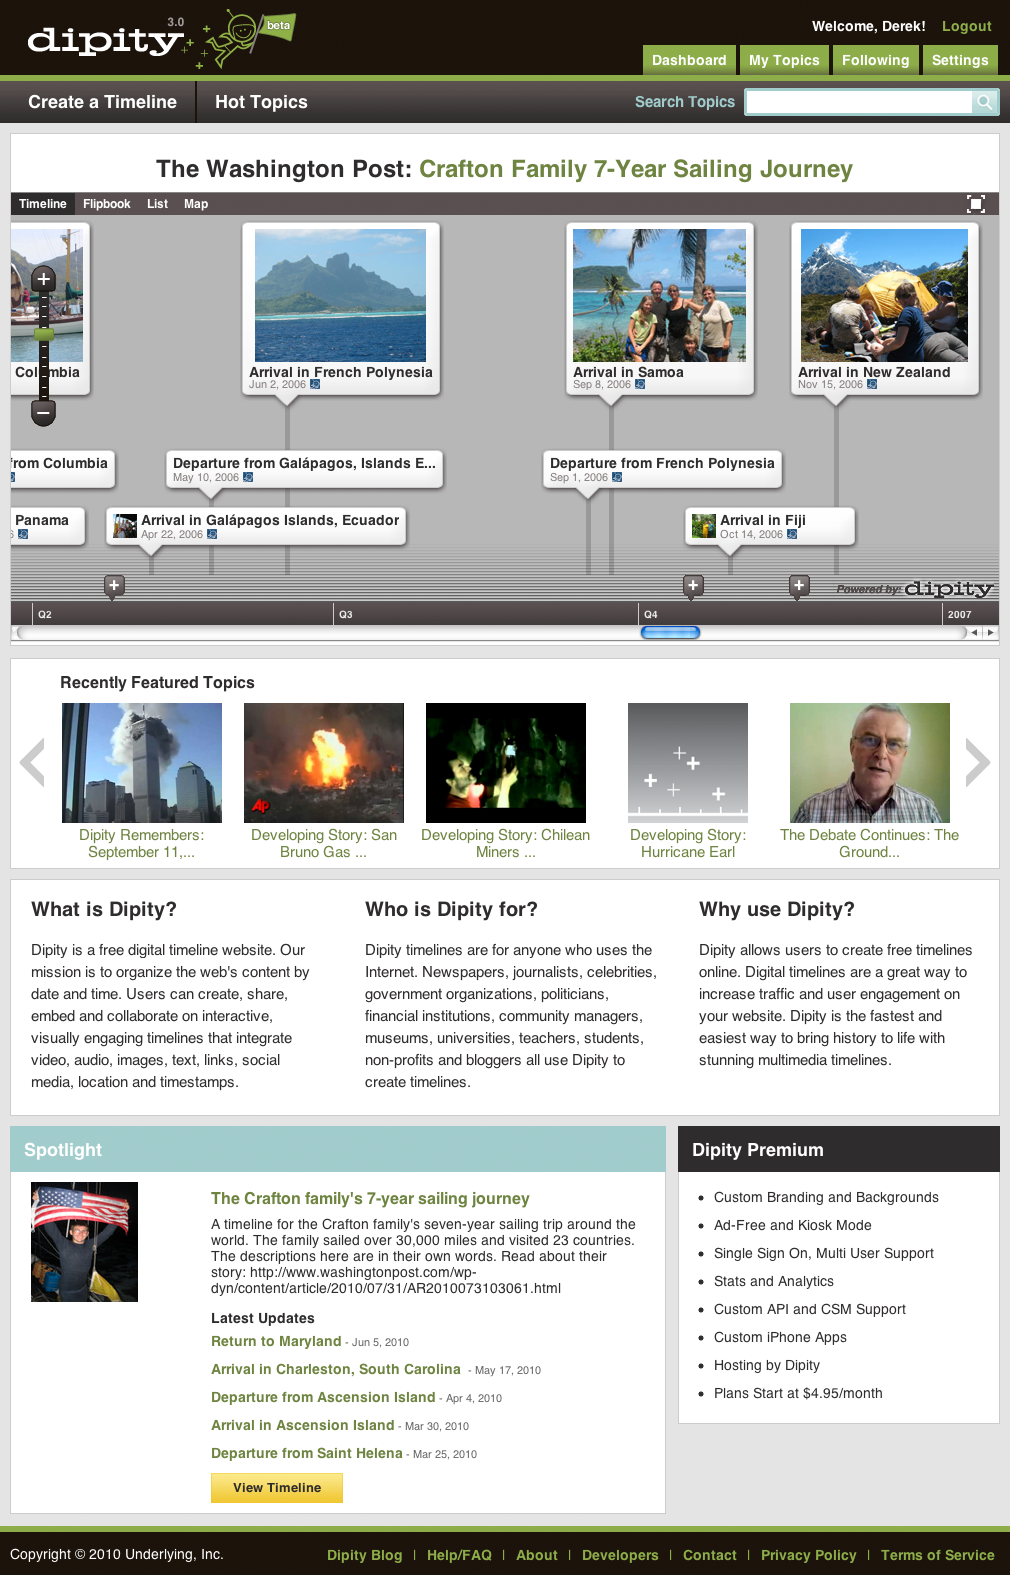 dipity 3.0 beta
Welcome, Derek! Logout
Dashboard My Topics Following Settings
Create a Timeline Hot Topics Search Topics
The Washington Post: Crafton Family 7-Year Sailing Journey
Timeline Flipbook List Map
Arrival in French Polynesia
Jun 2, 2006
Arrival in Samoa
Sep 8, 2006
Arrival in New Zealand
Nov 15, 2006
from Columbia
Departure from Galápagos, Islands E...
May 10, 2006
Departure from French Polynesia
Sep 1, 2006
Panama
Arrival in Galápagos Islands, Ecuador
Apr 22, 2006
Arrival in Fiji
Oct 14, 2006
Powered by: dipity
Q2 Q3 Q4 2007
Recently Featured Topics
AP
Dipity Remembers:
September 11,...
Developing Story: San
Bruno Gas ...
Developing Story: Chilean
Miners ...
Developing Story:
Hurricane Earl
The Debate Continues: The
Ground...
What is Dipity?
Dipity is a free digital timeline website. Our
mission is to organize the web's content by
date and time. Users can create, share,
embed and collaborate on interactive,
visually engaging timelines that integrate
video, audio, images, text, links, social
media, location and timestamps.
Who is Dipity for?
Dipity timelines are for anyone who uses the
Internet. Newspapers, journalists, celebrities,
government organizations, politicians,
financial institutions, community managers,
museums, universities, teachers, students,
non-profits and bloggers all use Dipity to
create timelines.
Why use Dipity?
Dipity allows users to create free timelines
online. Digital timelines are a great way to
increase traffic and user engagement on
your website. Dipity is the fastest and
easiest way to bring history to life with
stunning multimedia timelines.
Spotlight
The Crafton family's 7-year sailing journey
A timeline for the Crafton family's seven-year sailing trip around the
world. The family sailed over 30,000 miles and visited 23 countries.
The descriptions here are in their own words. Read about their
story: http://www.washingtonpost.com/wp-
dyn/content/article/2010/07/31/AR2010073103061.html
Latest Updates
Return to Maryland - Jun 5, 2010
Arrival in Charleston, South Carolina - May 17, 2010
Departure from Ascension Island - Apr 4, 2010
Arrival in Ascension Island - Mar 30, 2010
Departure from Saint Helena - Mar 25, 2010
View Timeline
Dipity Premium
Custom Branding and Backgrounds
Ad-Free and Kiosk Mode
Single Sign On, Multi User Support
Stats and Analytics
Custom API and CSM Support
Custom iPhone Apps
Hosting by Dipity
Plans Start at $4.95/month
Copyright © 2010 Underlying, Inc.
Dipity Blog | Help/FAQ | About | Developers | Contact | Privacy Policy | Terms of Service